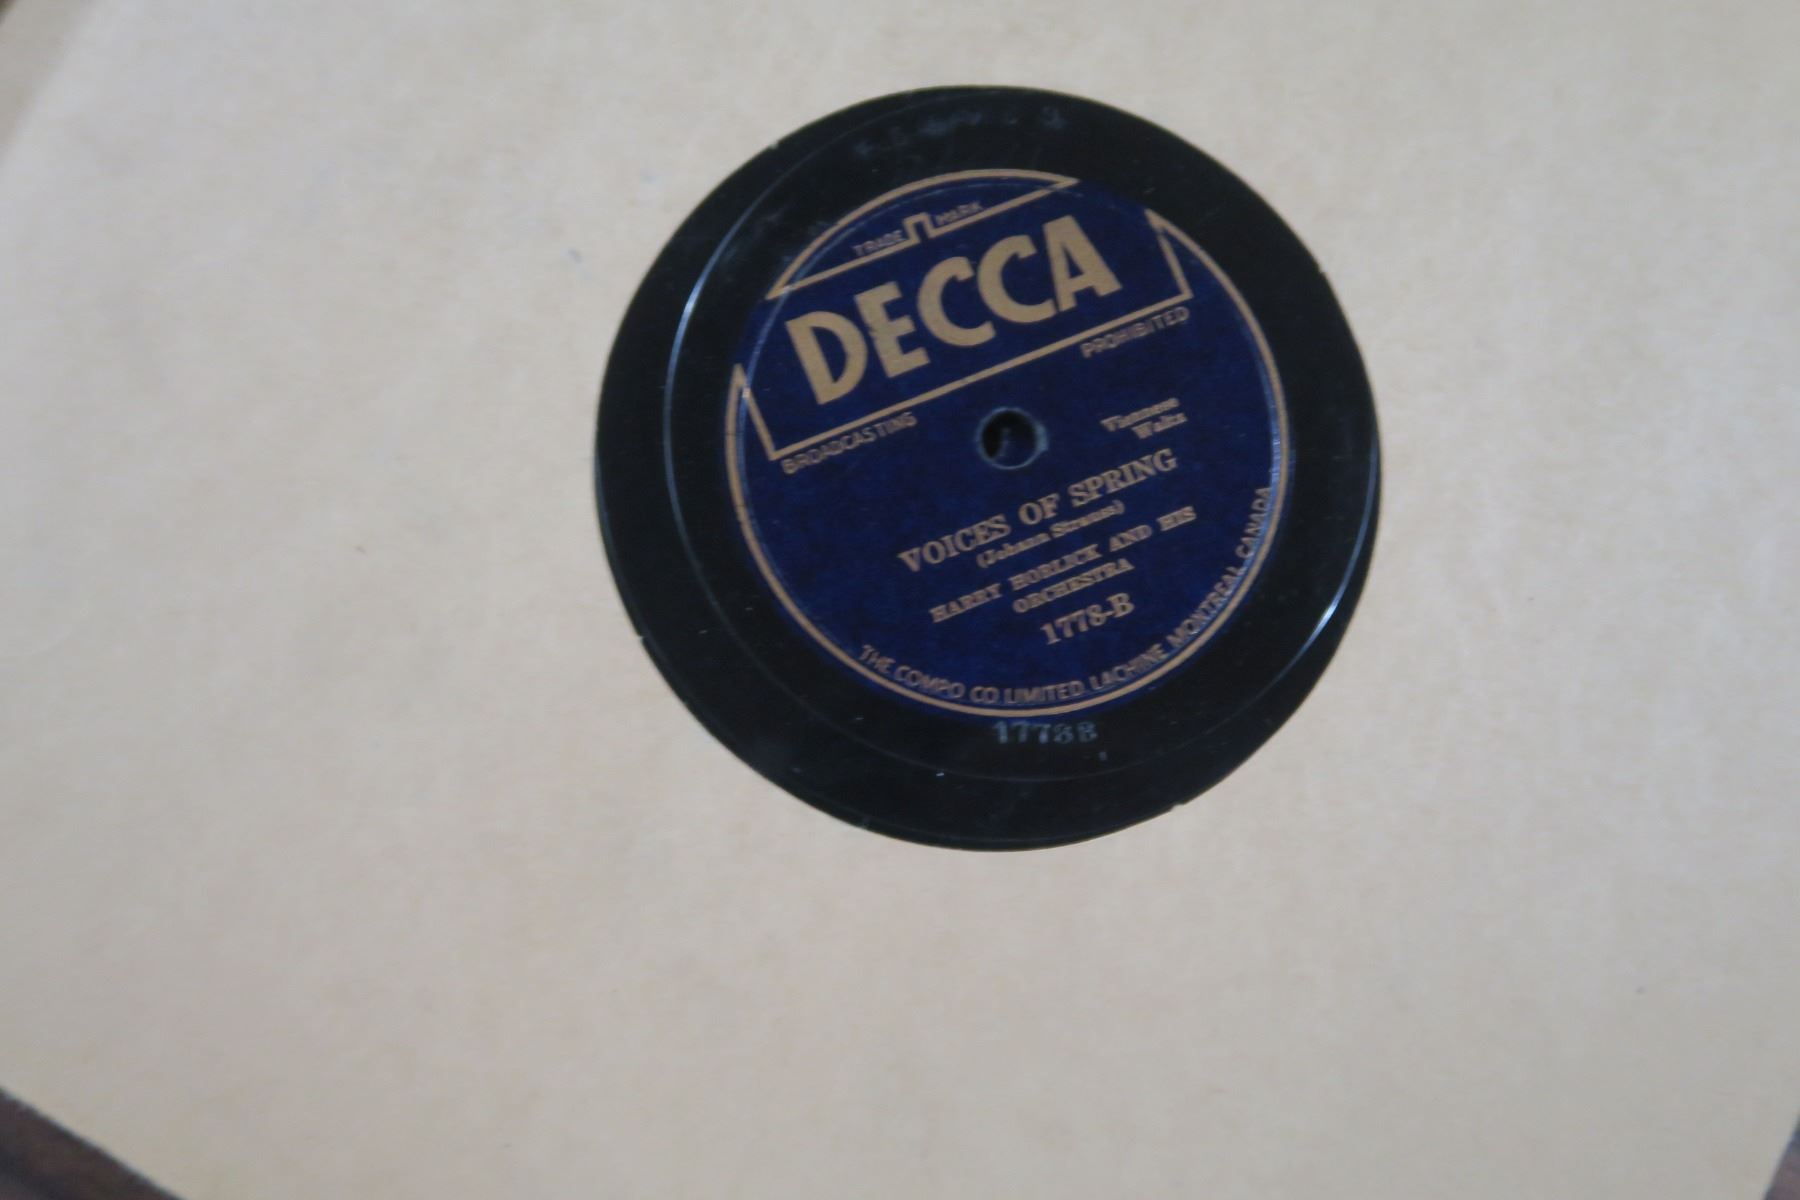 TRADE MARK
DECCA
BROADCASTING PROHIBITED
Viennese
Waltz
VOICES OF SPRING
(Johann Strauss)
HARRY HORLICK AND HIS
ORCHESTRA
1778-B
THE COMPO CO. LIMITED. LACHINE MONTREAL CANADA
1778B